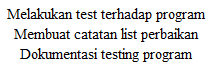 Melakukan test terhadap program
Membuat catatan list perbaikan
Dokumentasi testing program